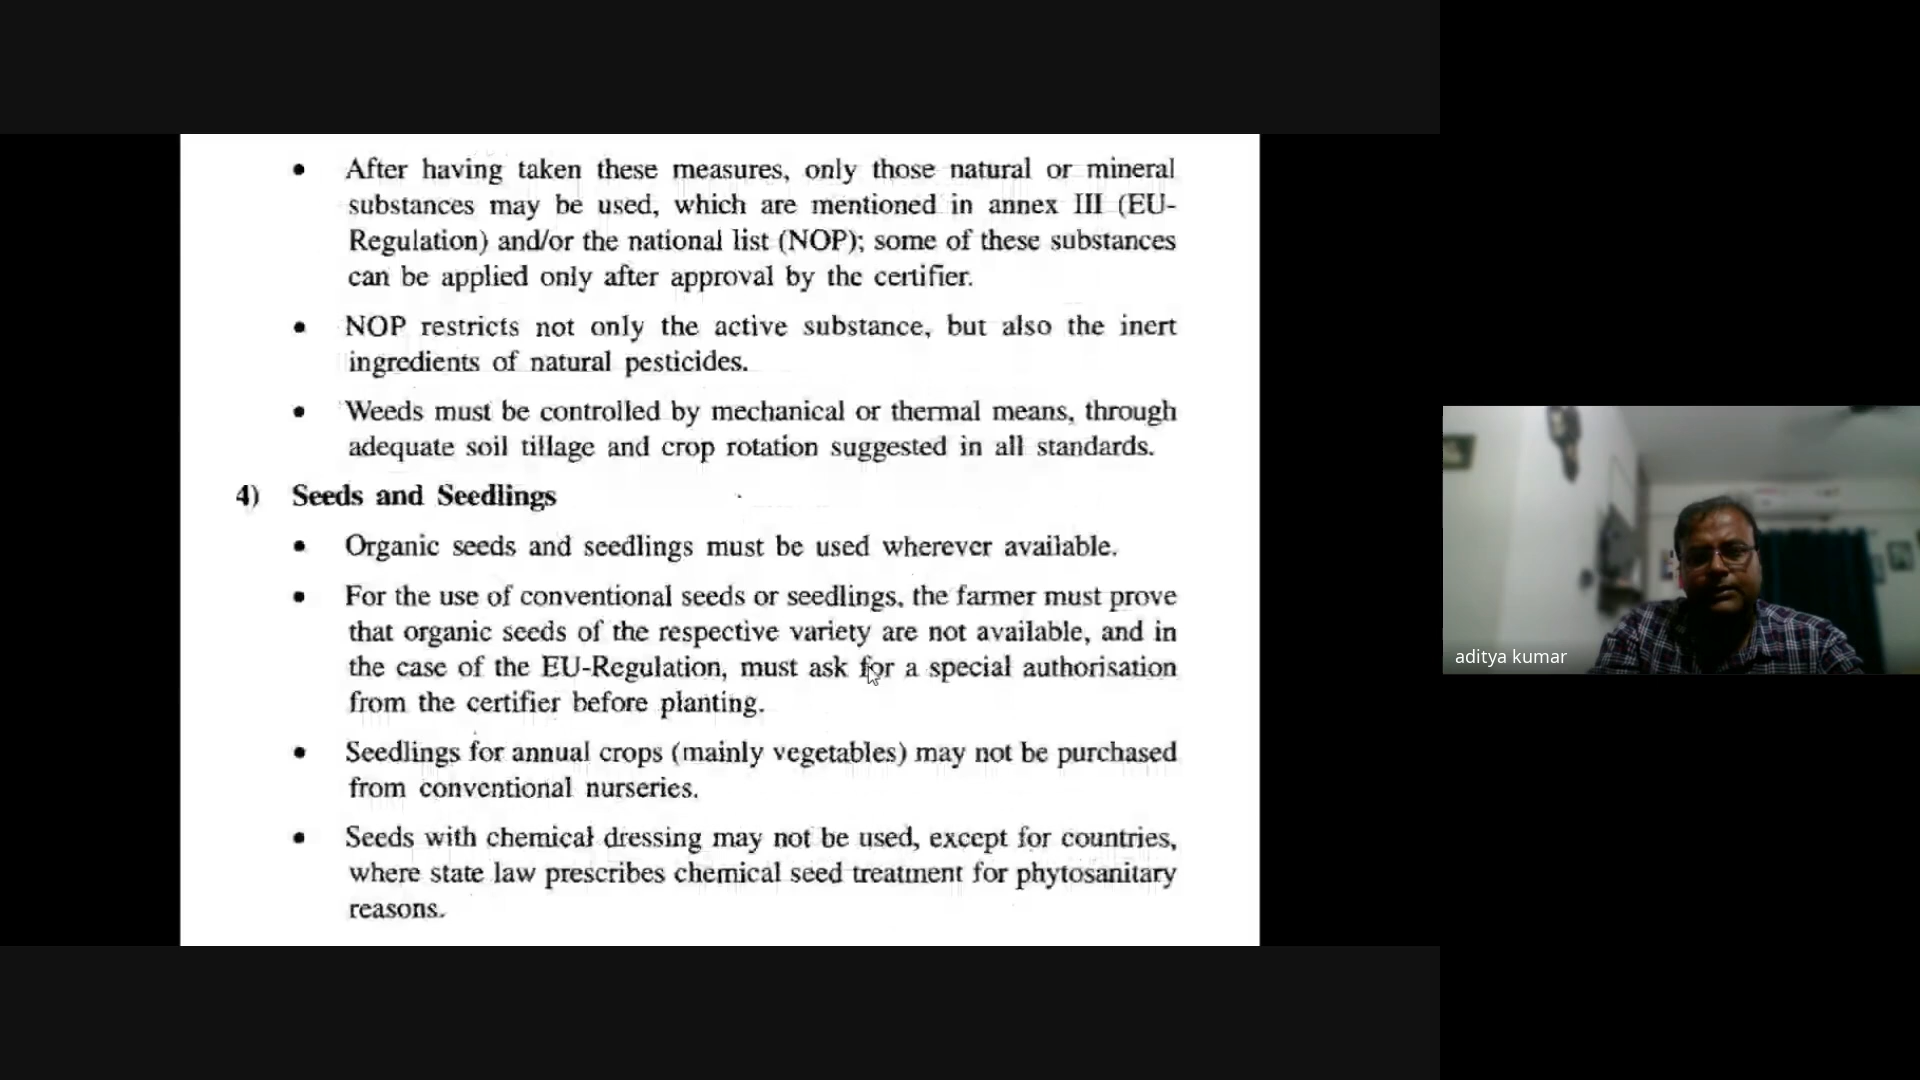 • After having taken these measures, only those natural or mineral
substances may be used, which are mentioned in annex III (EU-
Regulation) and/or the national list (NOP); some of these substances
can be applied only after approval by the certifier.
• NOP restricts not only the active substance, but also the inert
ingredients of natural pesticides.
• Weeds must be controlled by mechanical or thermal means, through
adequate soil tillage and crop rotation suggested in all standards.
4) Seeds and Seedlings
• Organic seeds and seedlings must be used wherever available.
• For the use of conventional seeds or seedlings, the farmer must prove
that organic seeds of the respective variety are not available, and in
the case of the EU-Regulation, must ask for a special authorisation
from the certifier before planting.
• Seedlings for annual crops (mainly vegetables) may not be purchased
from conventional nurseries.
• Seeds with chemical dressing may not be used, except for countries,
where state law prescribes chemical seed treatment for phytosanitary
reasons.
aditya kumar